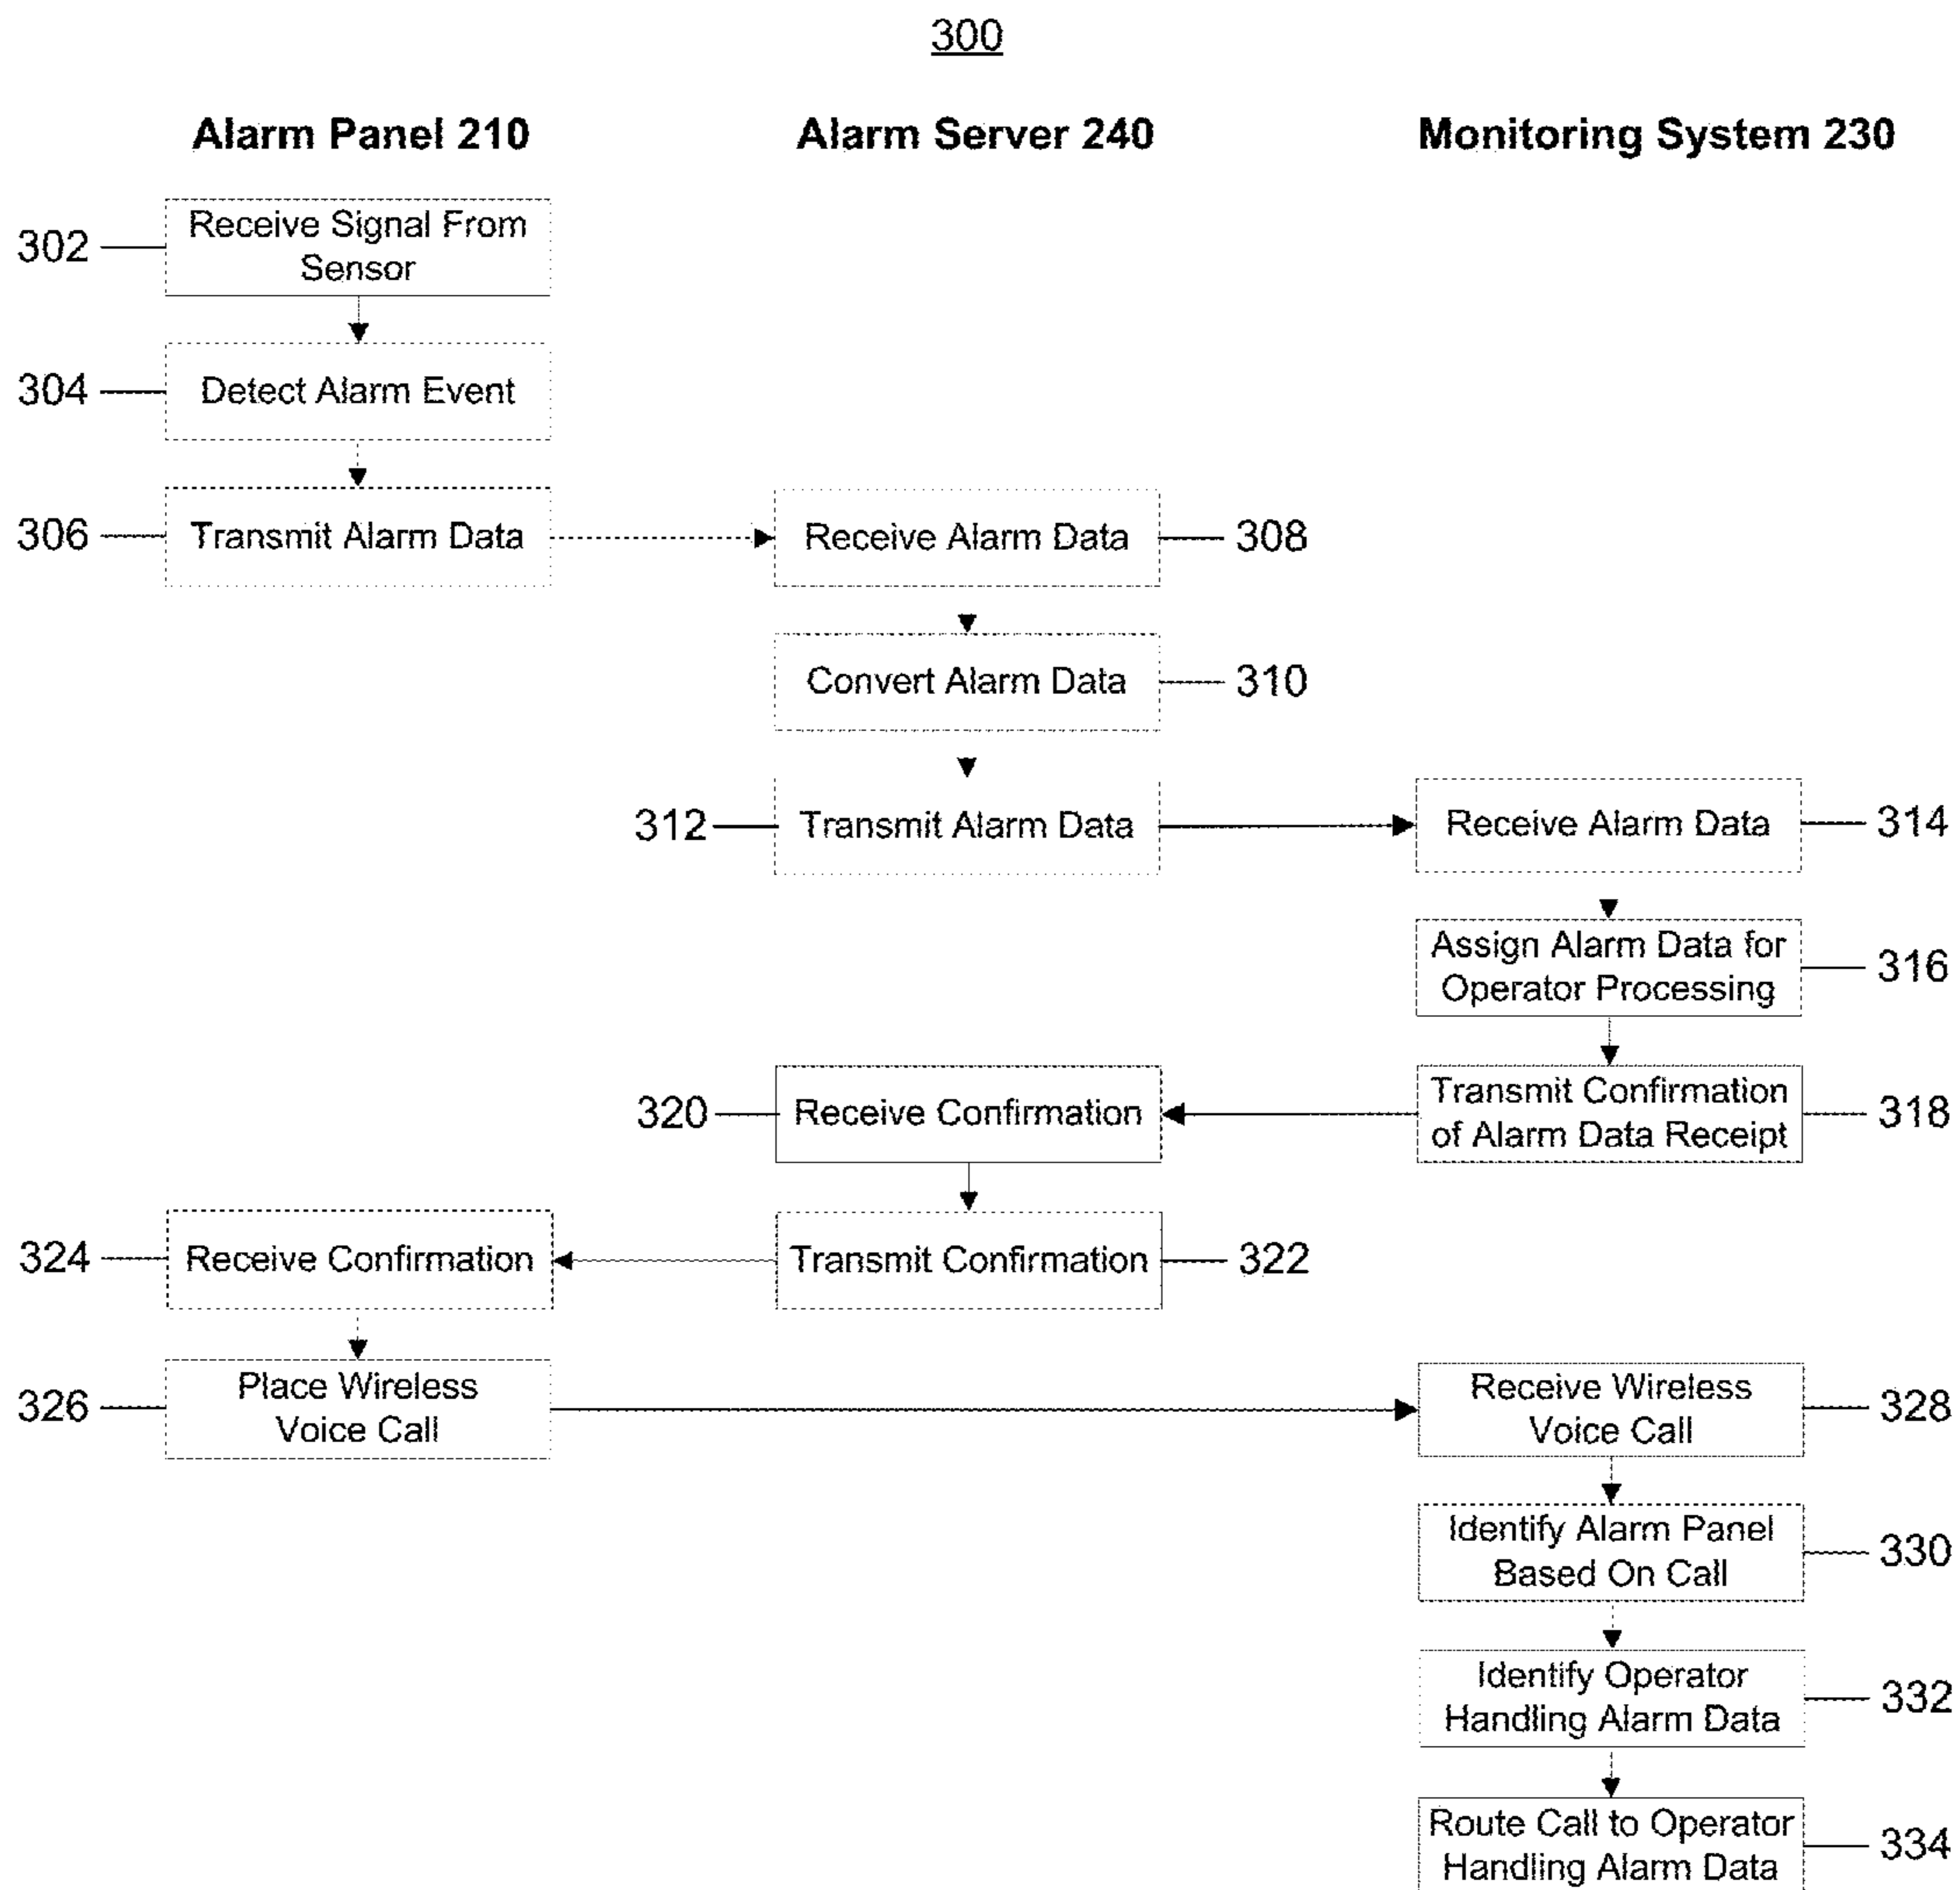 300
Alarm Panel 210
Alarm Server 240
Monitoring System 230
302
Receive Signal From
Sensor
304
Detect Alarm Event
306
Transmit Alarm Data
Receive Alarm Data
308
Convert Alarm Data
310
312
Transmit Alarm Data
Receive Alarm Data
314
Assign Alarm Data for
Operator Processing
316
320
Receive Confirmation
Transmit Confirmation
of Alarm Data Receipt
318
324
Receive Confirmation
Transmit Confirmation
322
326
Place Wireless
Voice Call
Receive Wireless
Voice Call
328
Identify Alarm Panel
Based On Call
330
Identify Operator
Handling Alarm Data
332
Route Call to Operator
Handling Alarm Data
334